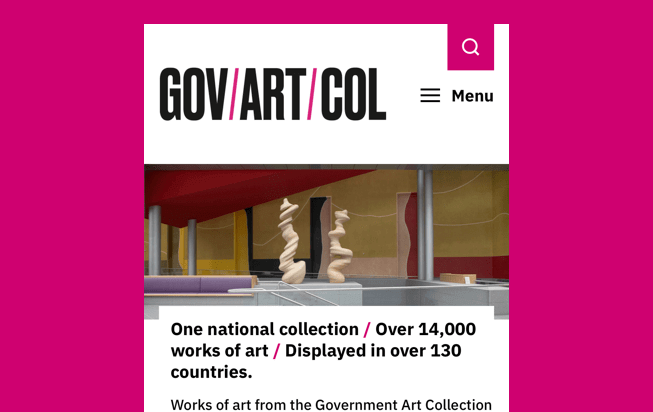 GOV/ART/COL
Menu
One national collection / Over 14,000
works of art / Displayed in over 130
countries.
Works of art from the Government Art Collection